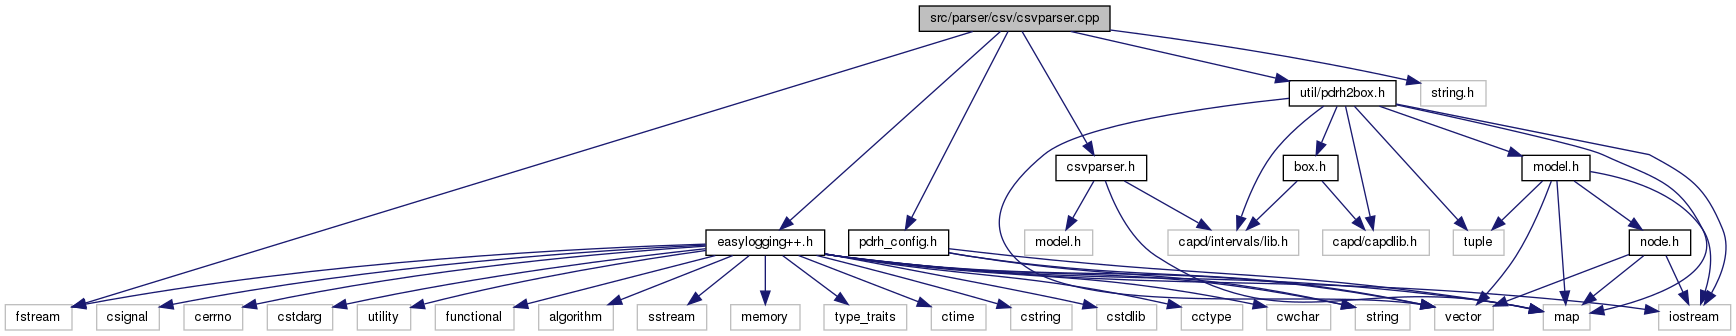 src/parser/csv/csvparser.cpp
util/pdrh2box.h
string.h
csvparser.h
box.h
model.h
easylogging++.h
pdrh_config.h
model.h
capd/intervals/lib.h
capd/capdlib.h
tuple
node.h
fstream
csignal
cerrno
cstdarg
utility
functional
algorithm
sstream
memory
type_traits
ctime
cstring
cstdlib
cctype
cwchar
string
vector
map
iostream